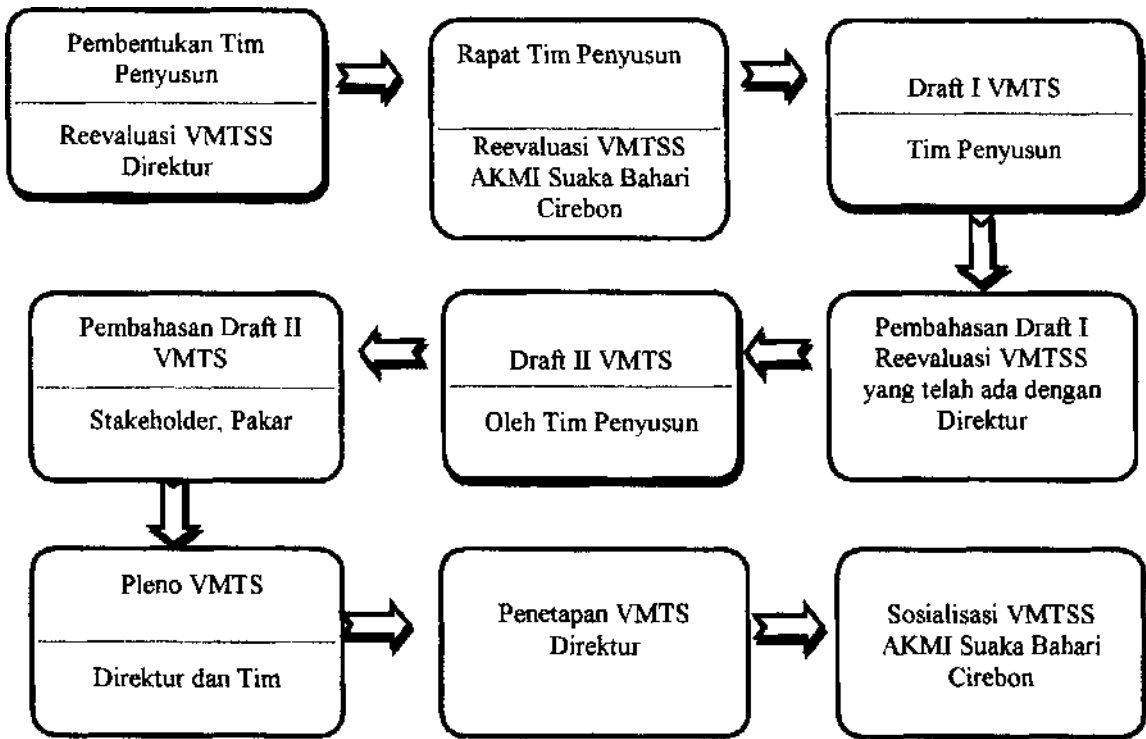 Pembentukan Tim
Penyusun
Reevaluasi VMTSS
Direktur
Rapat Tim Penyusun
Reevaluasi VMTSS
AKMI Suaka Bahari
Cirebon
Draft I VMTS
Tim Penyusun
Pembahasan Draft I
Reevaluasi VMTSS
yang telah ada dengan
Direktur
Draft II VMTS
Oleh Tim Penyusun
Pembahasan Draft II
VMTS
Stakeholder, Pakar
Pleno VMTS
Direktur dan Tim
Penetapan VMTS
Direktur
Sosialisasi VMTSS
AKMI Suaka Bahari
Cirebon